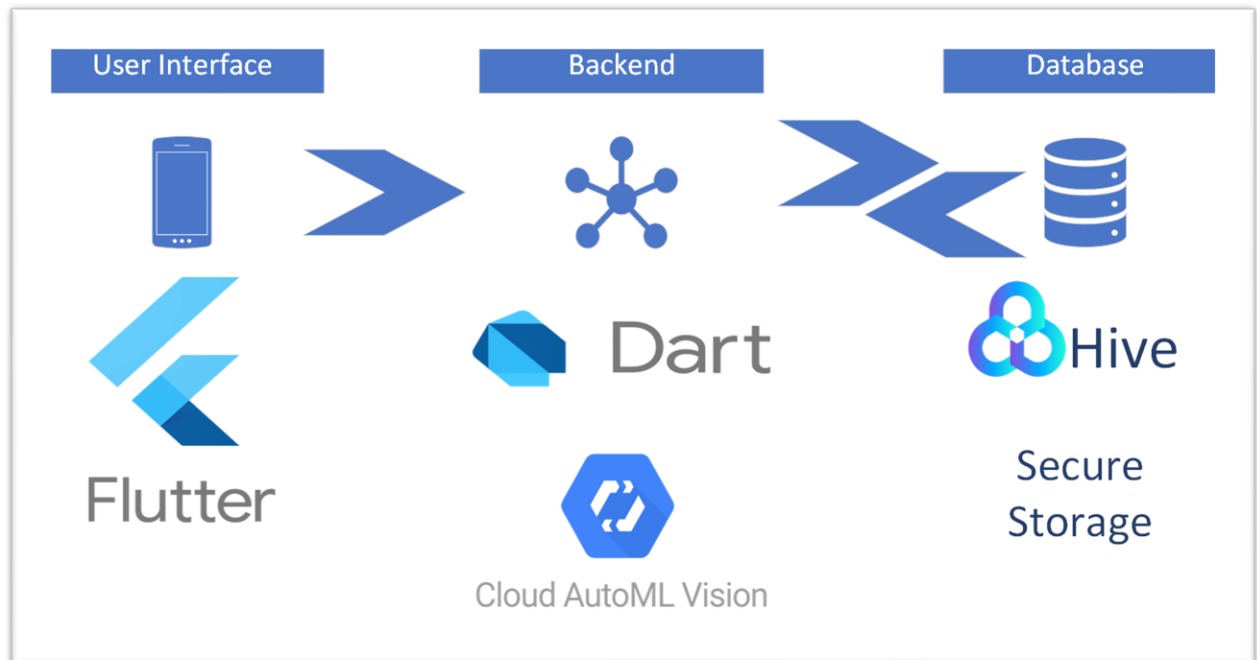 User Interface
Backend
Database
Flutter
Dart
Cloud AutoML Vision
Hive
Secure
Storage